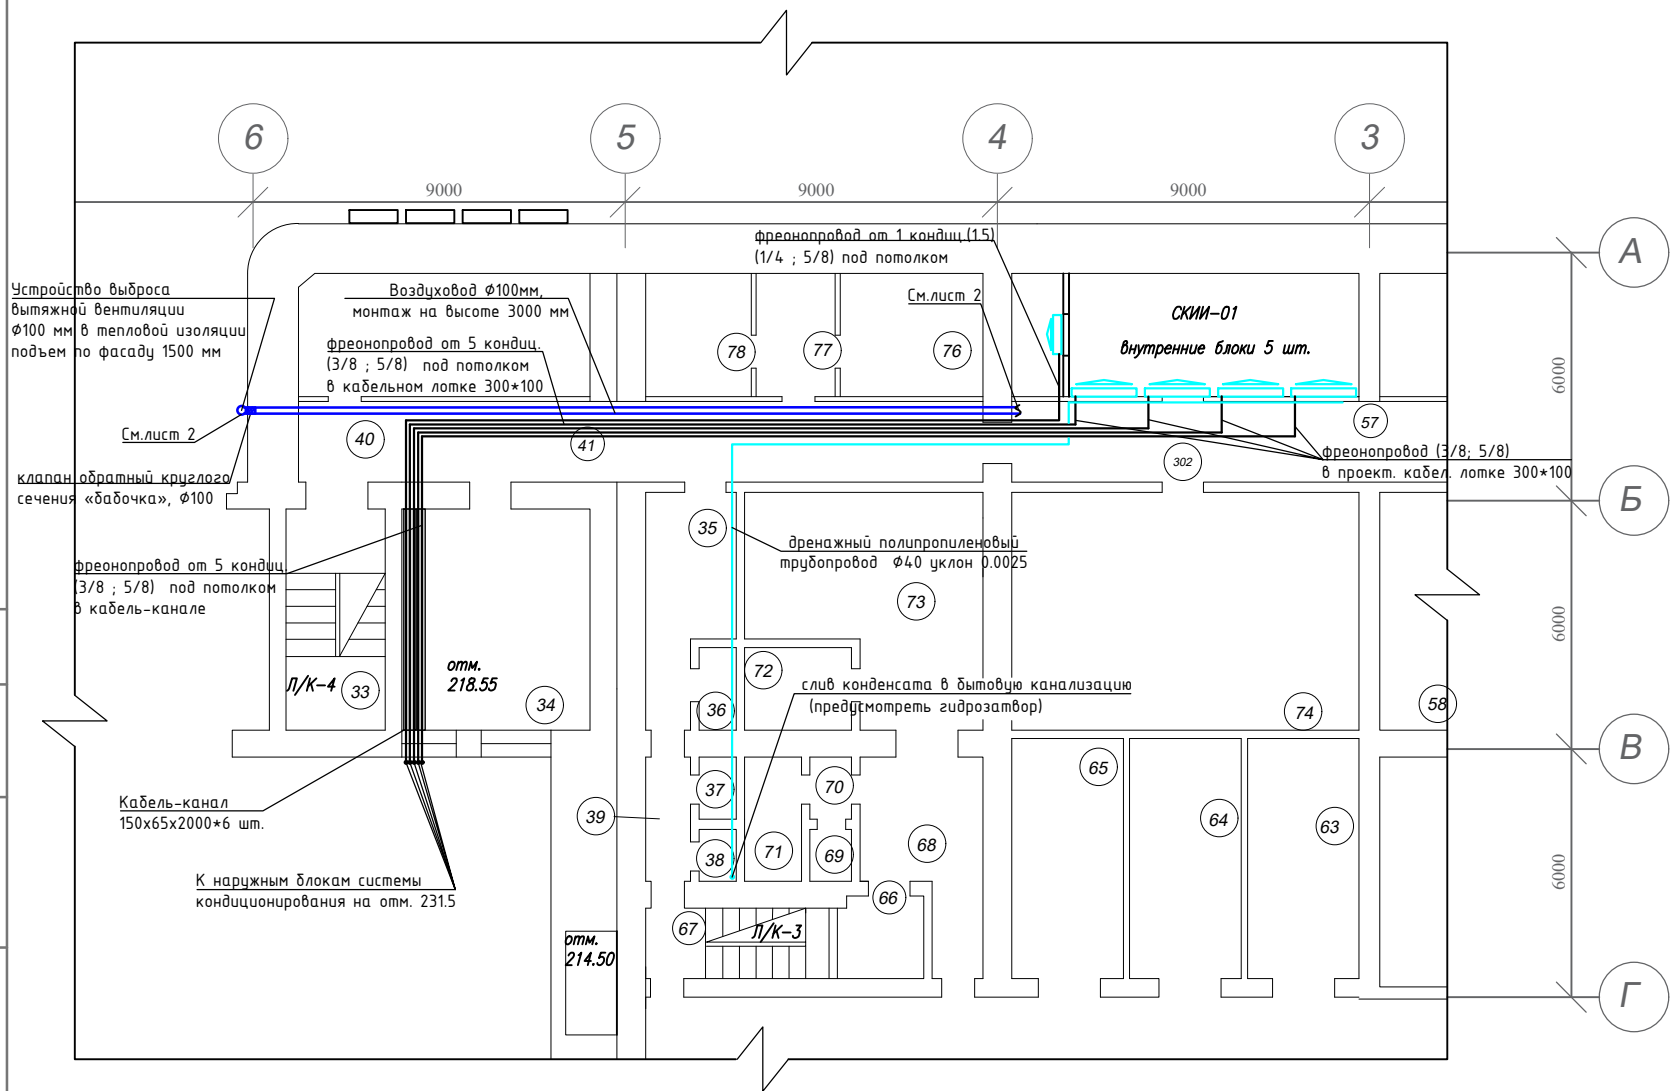 6
5
4
3
9000
9000
9000
А
Б
В
Г
6000
6000
6000
фреонопровод от 1 кондиц.(1.5)
(1/4 ; 5/8) под потолком
Устройство выброса
вытяжной вентиляции
Ф100 мм в тепловой изоляции
подъем по фасаду 1500 мм
Воздуховод Ф100мм,
монтаж на высоте 3000 мм
фреонопровод от 5 кондиц.
(3/8 ; 5/8) под потолком
в кабельном лотке 300*100
См.лист 2
СКИИ-01
внутренние блоки 5 шт.
78
77
76
См.лист 2
40
41
57
302
фреонопровод (3/8; 5/8)
в проект. кабел. лотке 300*100
клапан обратный круглого
сечения «бабочка», Ф100
35
дренажный полипропиленовый
трубопровод Ф40 уклон 0.0025
фреонопровод от 5 кондиц.
(3/8 ; 5/8) под потолком
в кабель-канале
73
Л/К-4
33
отм.
218.55
34
72
36
слив конденсата в бытовую канализацию
(предусмотреть гидрозатвор)
74
58
65
37
70
Кабель-канал
150х65х2000*6 шт.
39
64
63
38
71
69
68
К наружным блокам системы
кондиционирования на отм. 231.5
66
67
Л/К-3
отм.
214.50